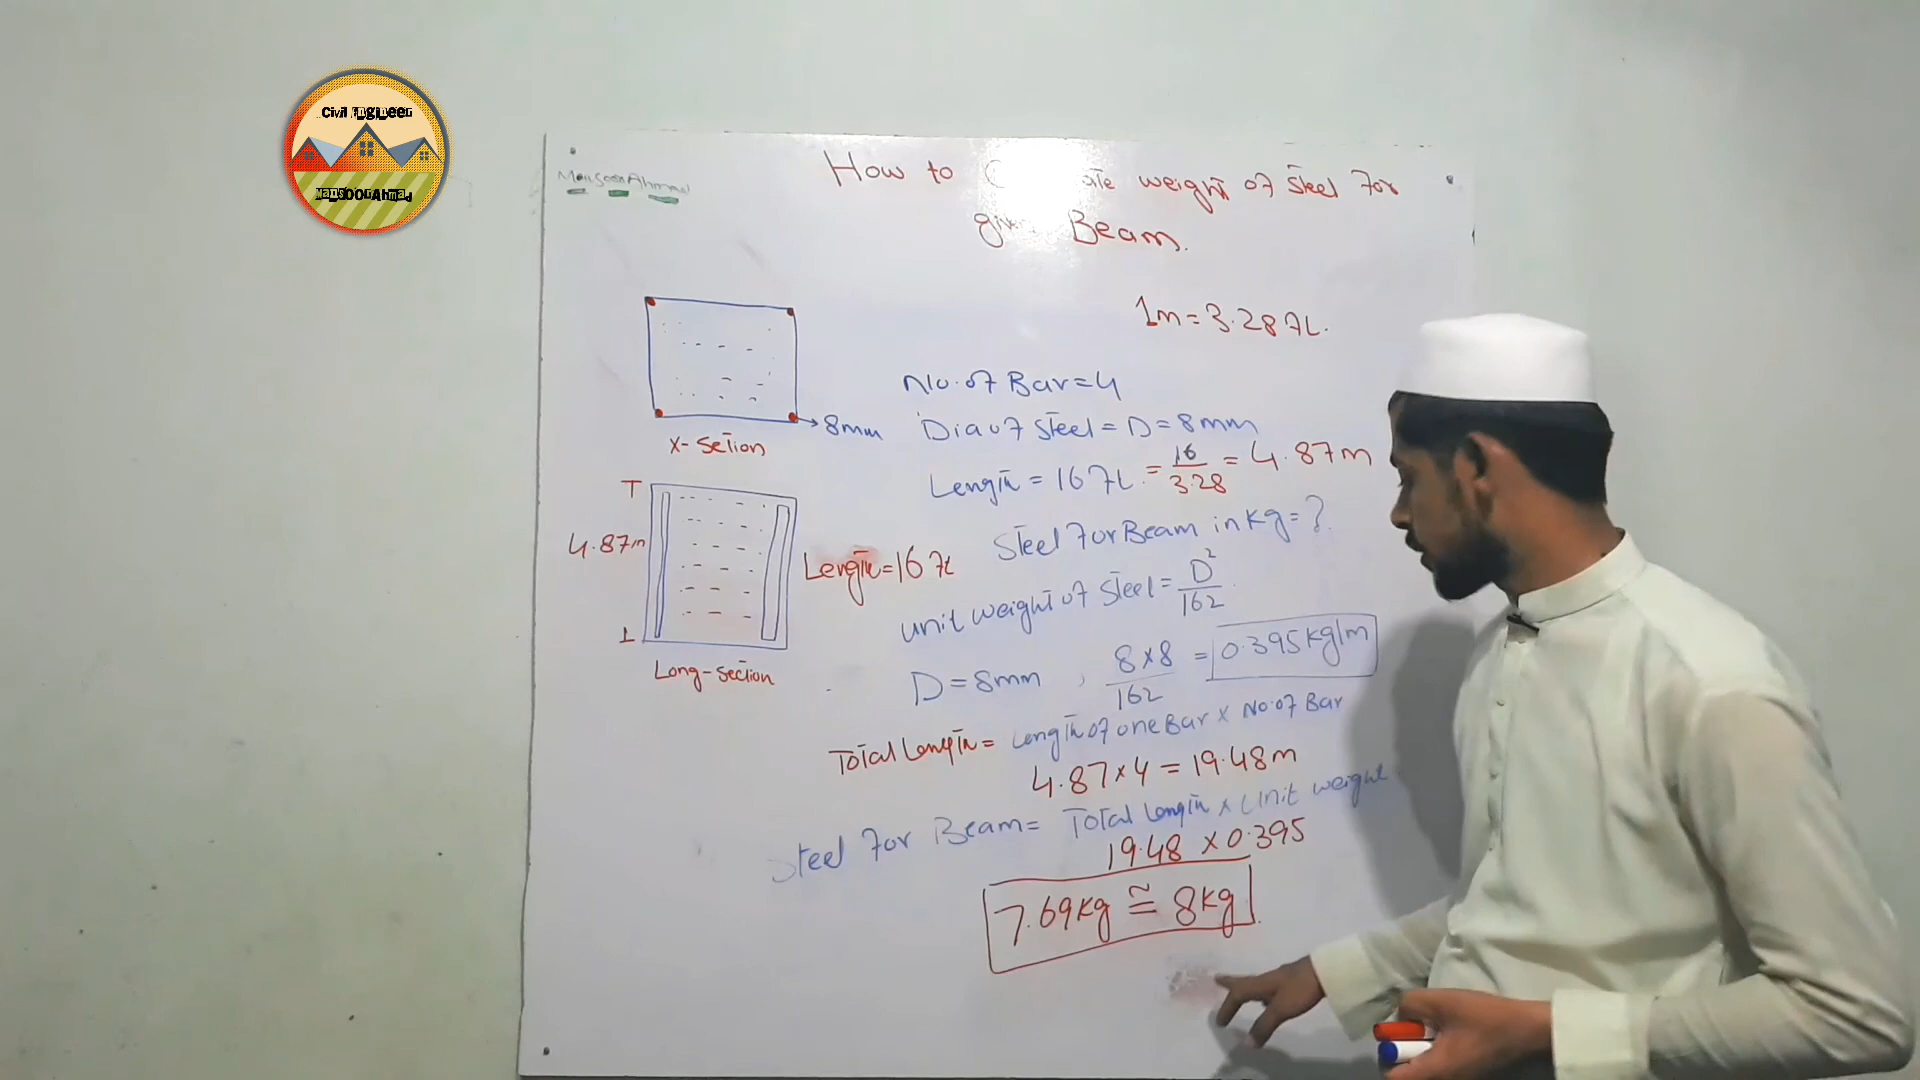 Civil Engineer
Mansoor Ahmad
Mansoor Ahmad
How to ate weight of Steel For
Beam.
1m = 3.28 ft.
No. of Bar = 4
8mm
Dia of Steel = D = 8mm
X-Setion
Length = 16 ft. = 16/3.28 = 4.87m
4.87m
Length = 16 ft
Steel For Beam in Kg = ?
unit weight of Steel = D²/162
Long-Section
D = 8mm , 8×8/162 = 0.395 kg/m
Total Length = Length of one Bar × No. of Bar
4.87 × 4 = 19.48m
Steel For Beam = Total Length × Unit weight
19.48 × 0.395
7.69kg ≅ 8kg